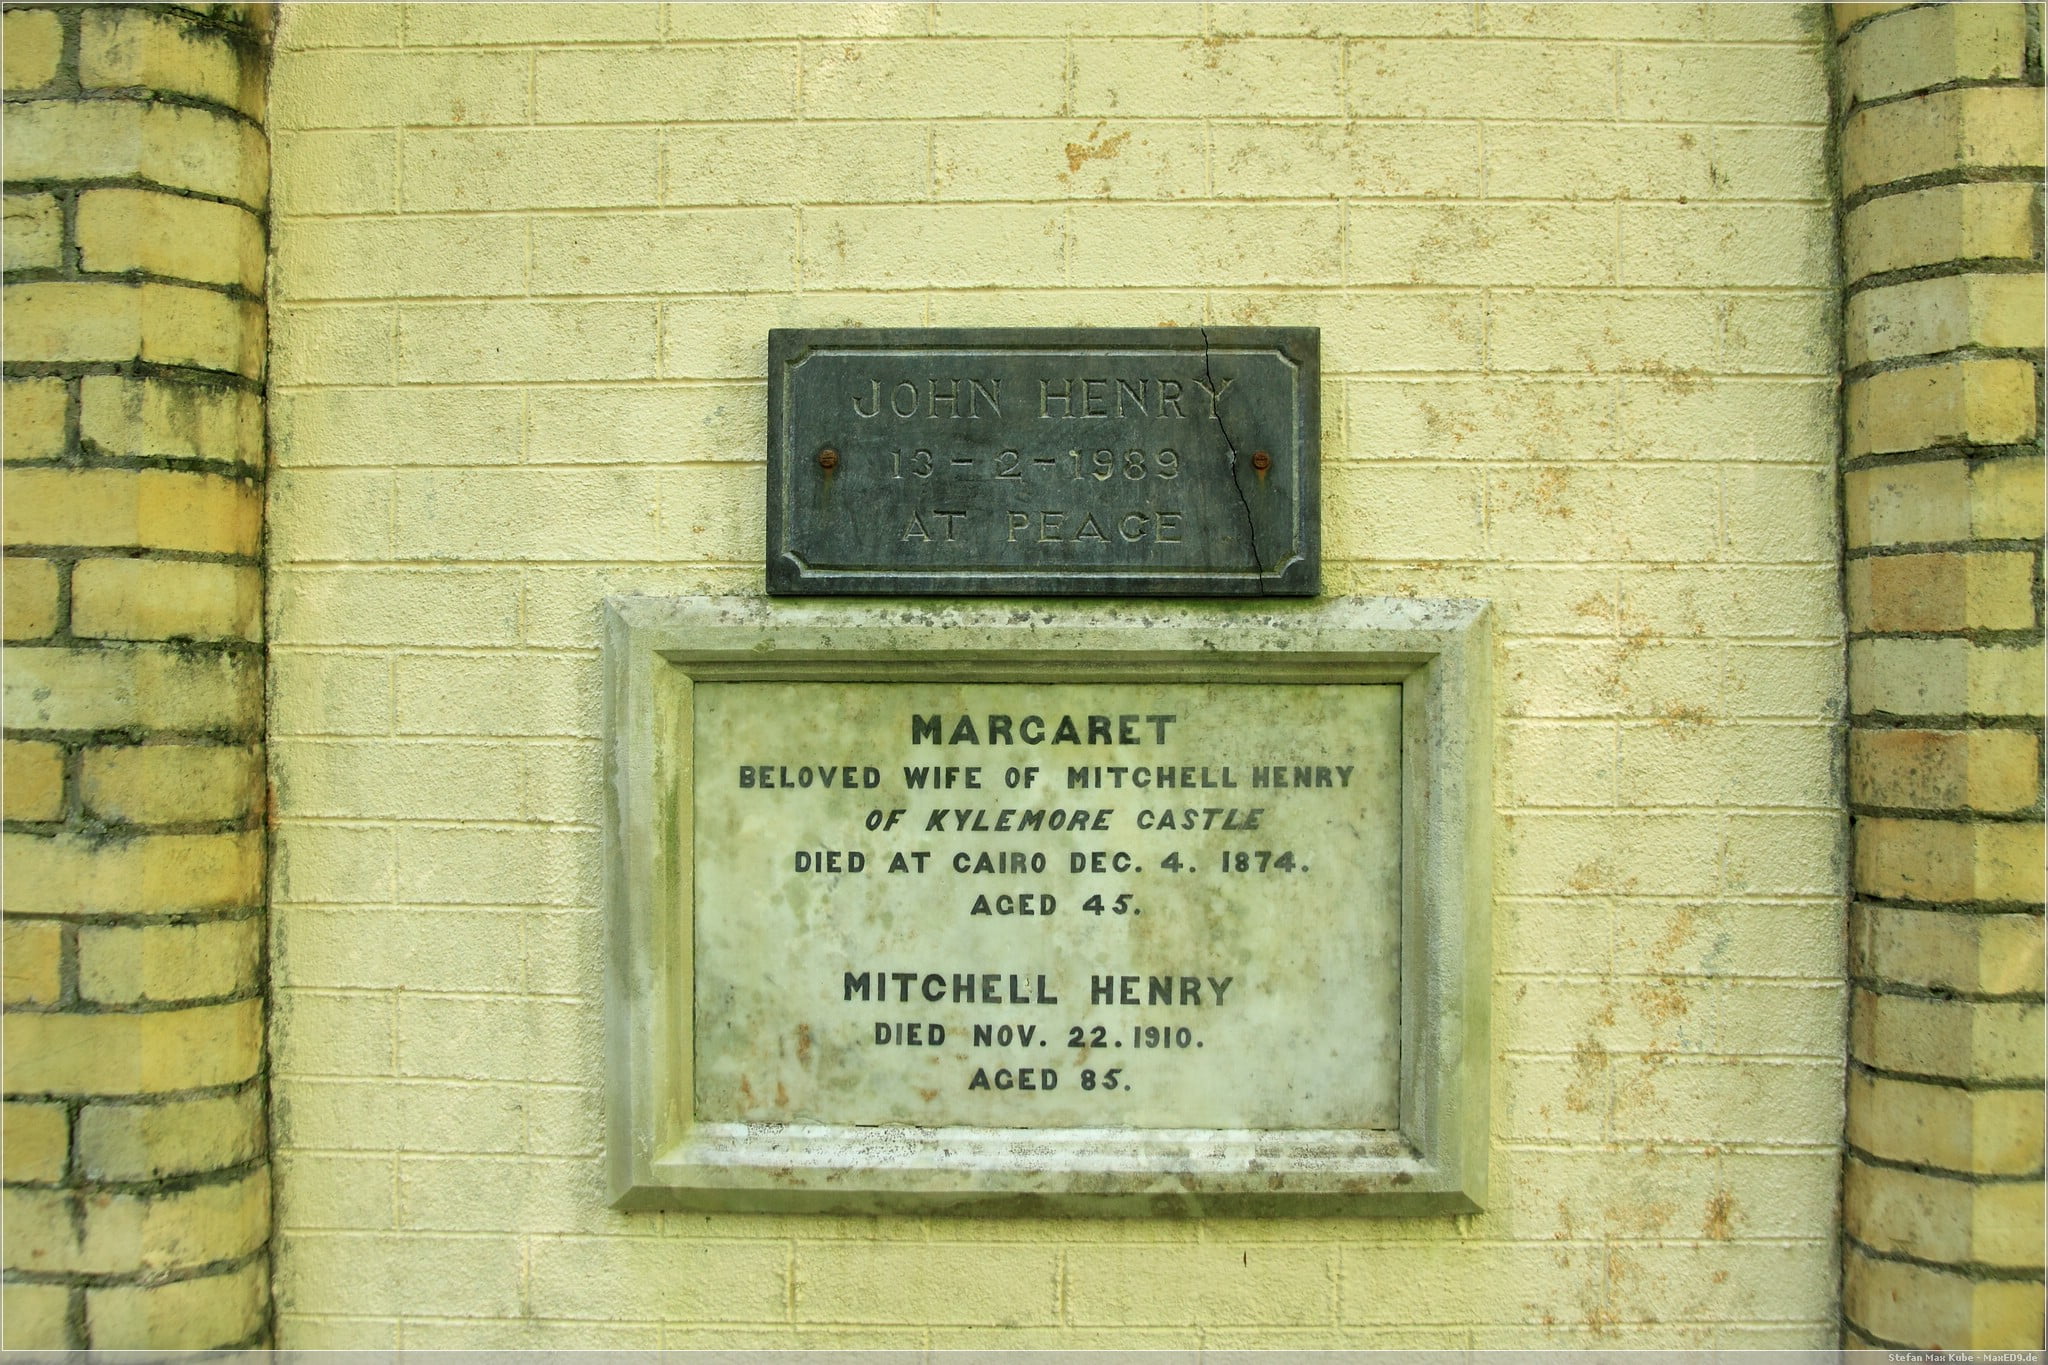 JOHN HENRY
13-2-1989
AT PEACE
MARGARET
BELOVED WIFE OF MITCHELL HENRY
OF KYLEMORE CASTLE
DIED AT CAIRO DEC. 4. 1874.
AGED 45.
MITCHELL HENRY
DIED NOV. 22. 1910.
AGED 85.
Stefan Max Kube - MaxED9.de